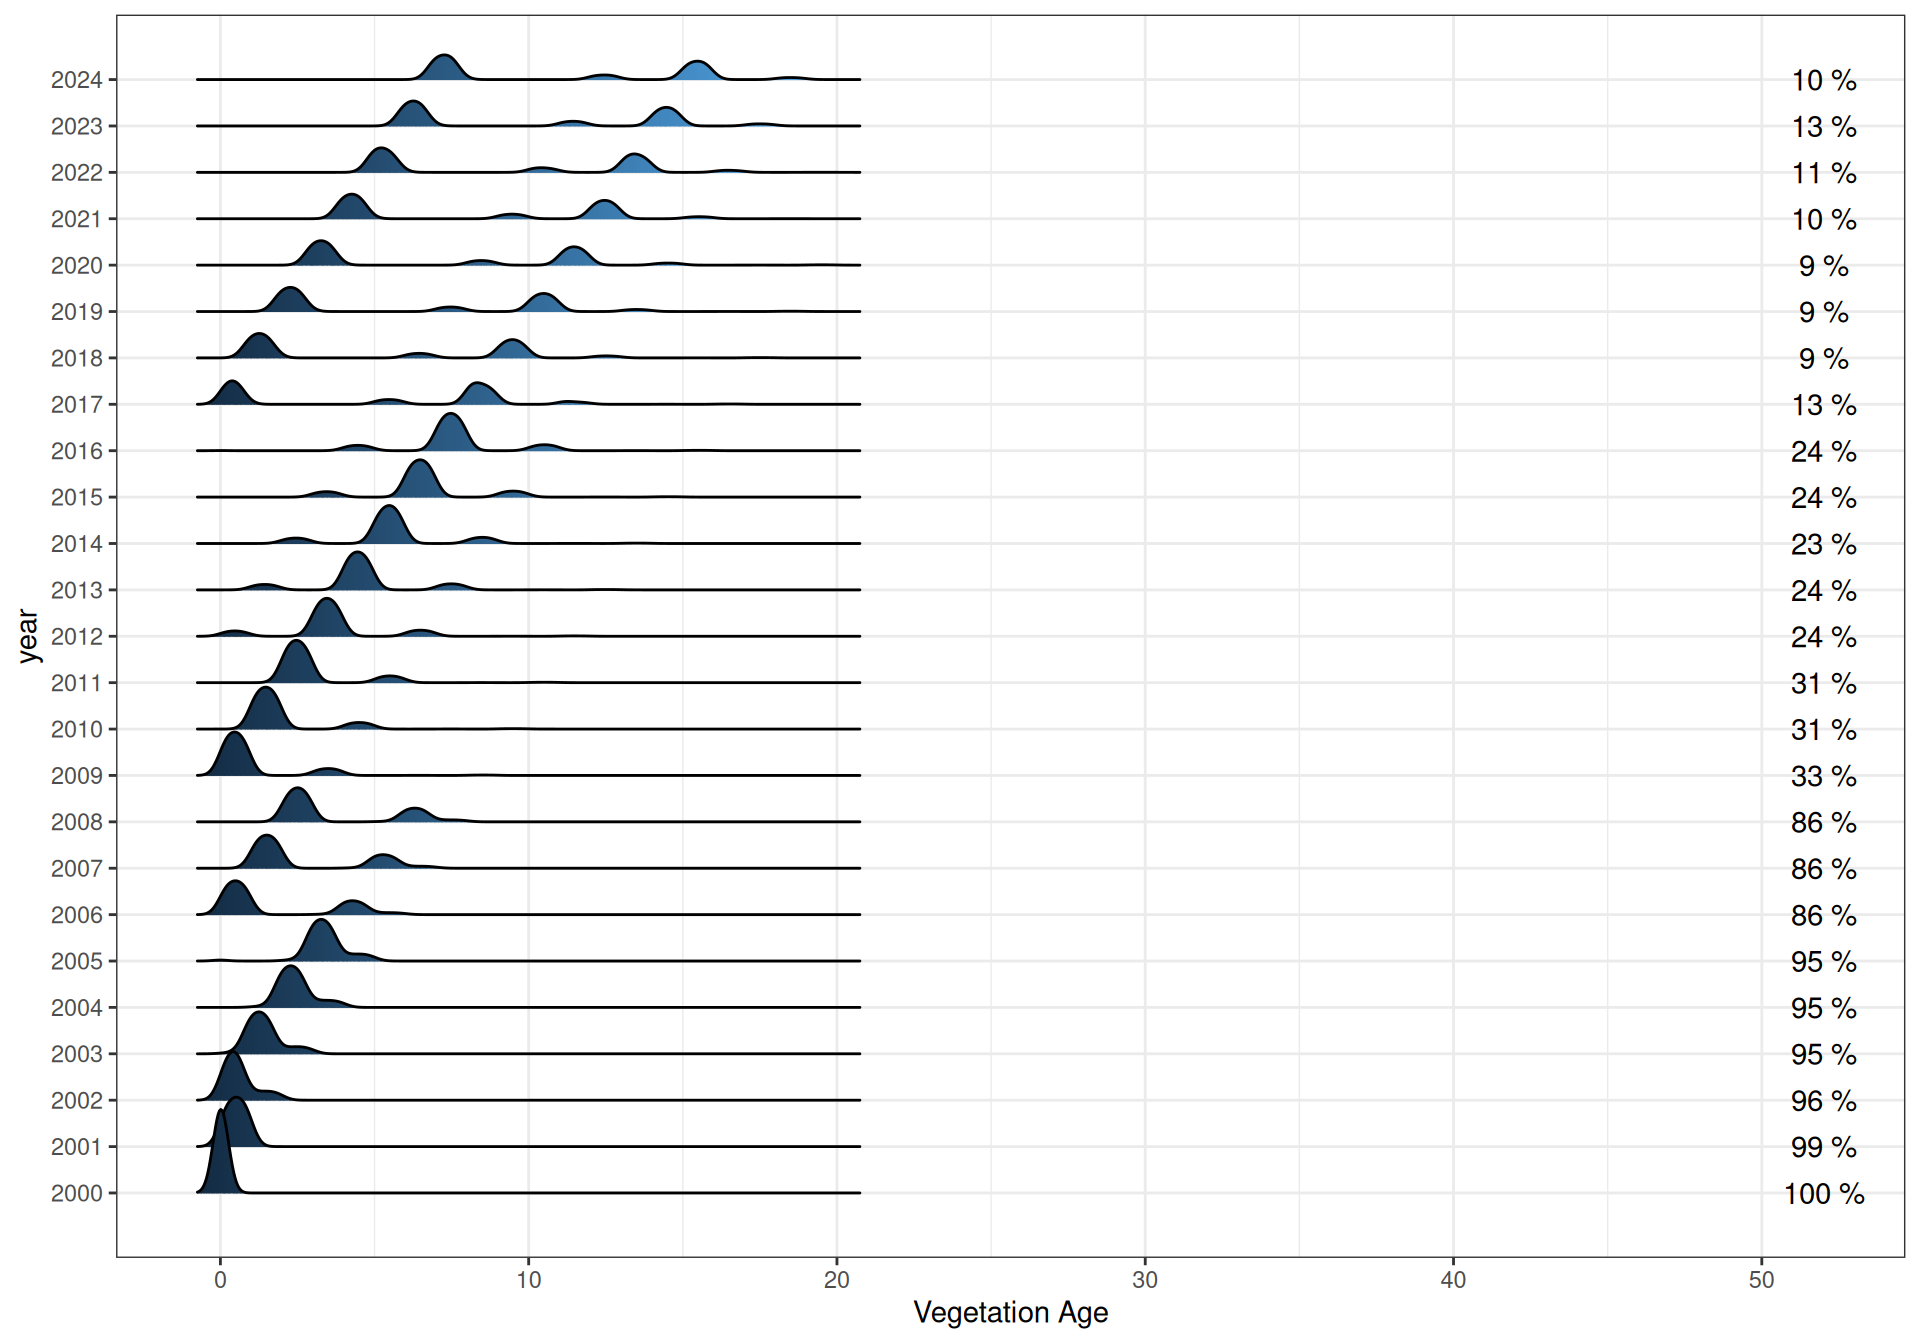 2024 10 %
2023 13 %
2022 11 %
2021 10 %
2020 9 %
2019 9 %
2018 9 %
2017 13 %
2016 24 %
2015 24 %
2014 23 %
2013 24 %
2012 24 %
2011 31 %
2010 31 %
2009 33 %
2008 86 %
2007 86 %
2006 86 %
2005 95 %
2004 95 %
2003 95 %
2002 96 %
2001 99 %
2000 100 %
year
0 10 20 30 40 50
Vegetation Age